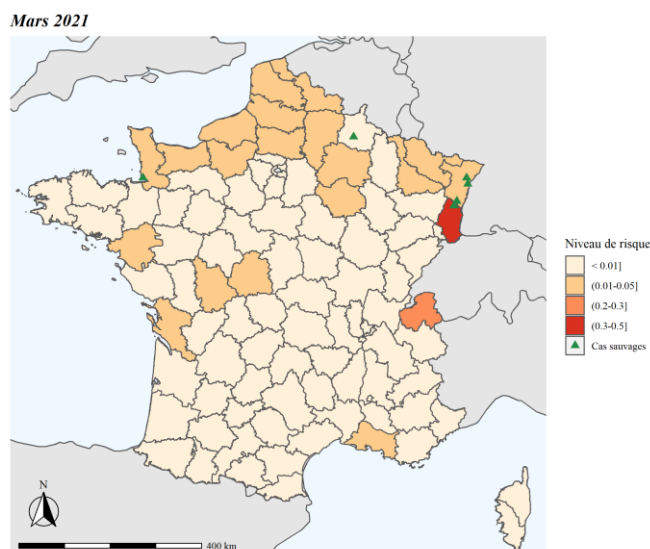 Mars 2021
Niveau de risque
< 0.01]
(0.01-0.05]
(0.2-0.3]
(0.3-0.5]
Cas sauvages
N
400 km